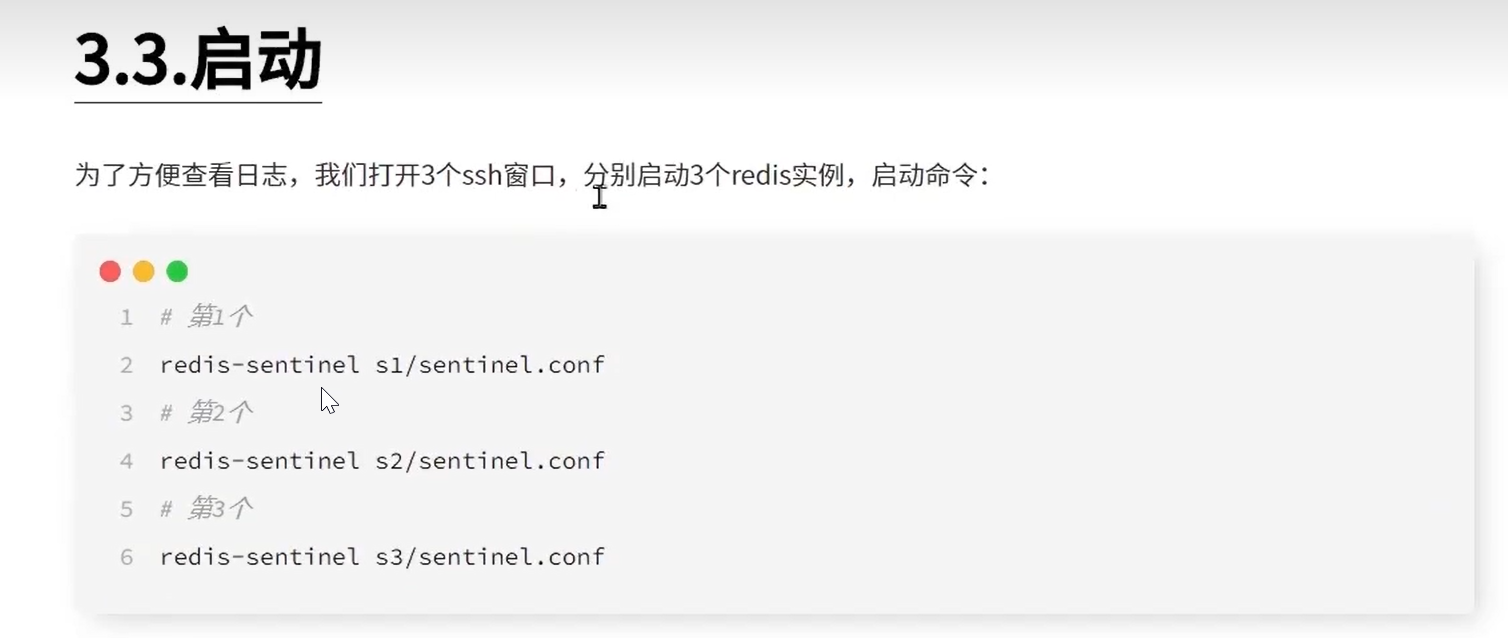 3.3.启动
为了方便查看日志，我们打开3个ssh窗口，分别启动3个redis实例，启动命令：
1 # 第1个
2 redis-sentinel s1/sentinel.conf
3 # 第2个
4 redis-sentinel s2/sentinel.conf
5 # 第3个
6 redis-sentinel s3/sentinel.conf